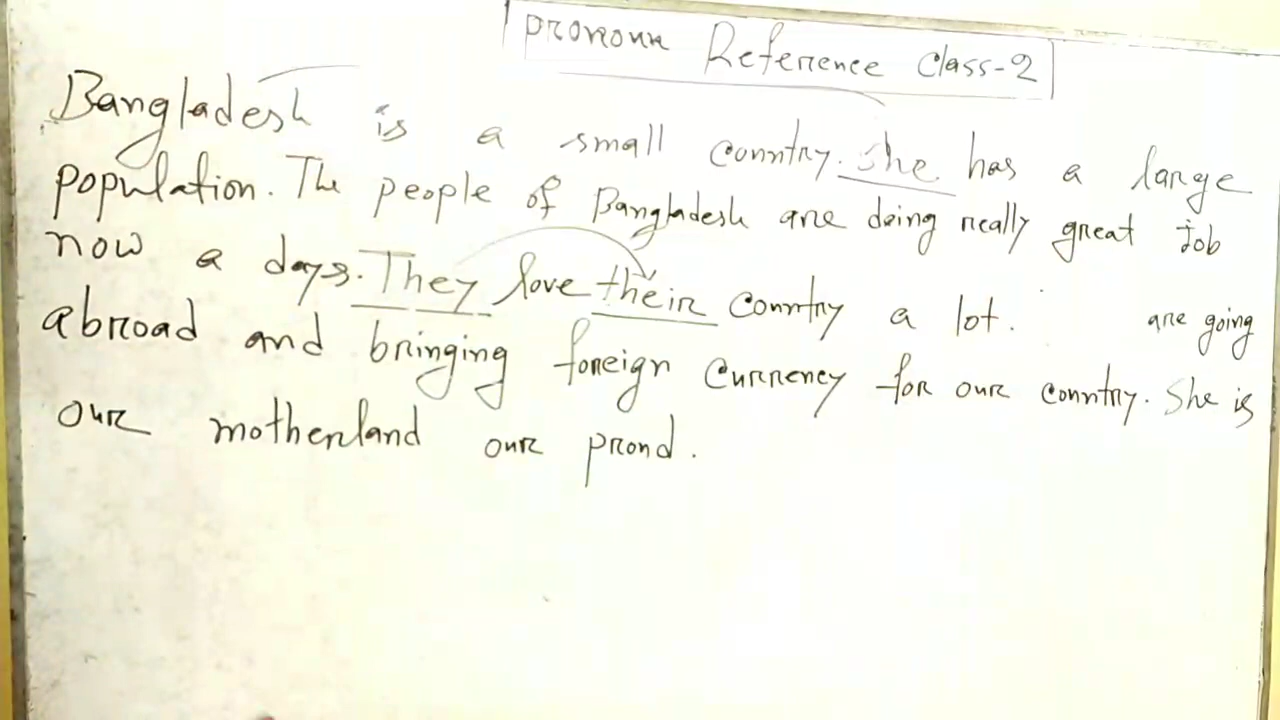 Pronoun Reference Class-2
Bangladesh is a small country. She has a large
population. The people of Bangladesh are doing really great job
now a days. They love their country a lot. are going
abroad and bringing foreign currency for our country. She is
our motherland our proud.